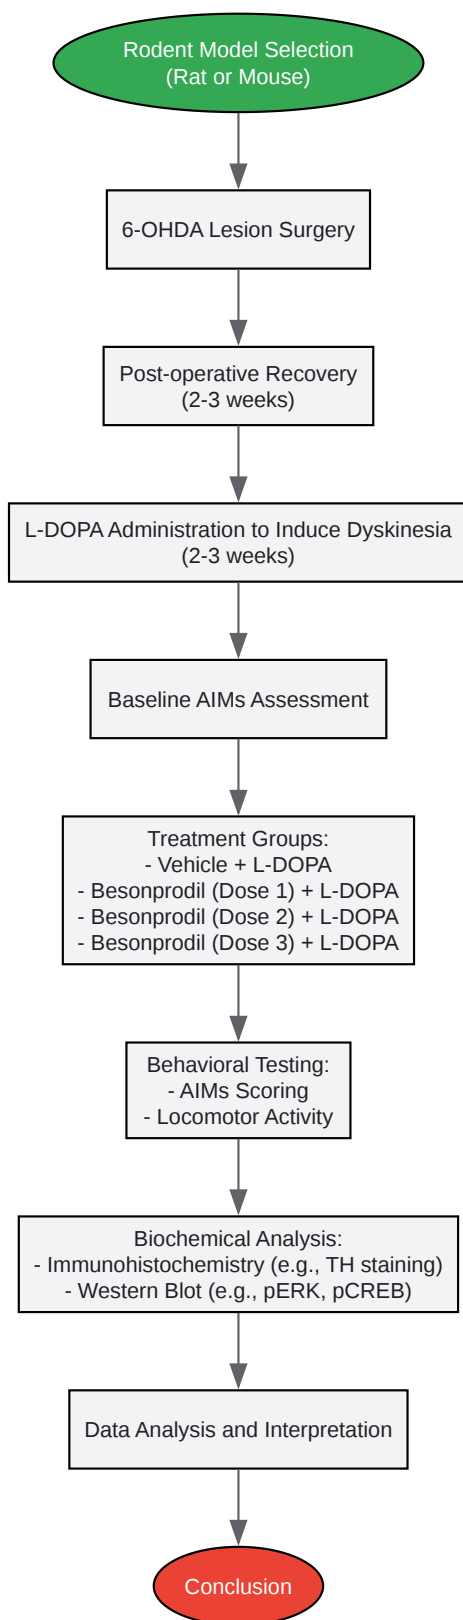 Rodent Model Selection
(Rat or Mouse)
6-OHDA Lesion Surgery
Post-operative Recovery
(2-3 weeks)
L-DOPA Administration to Induce Dyskinesia
(2-3 weeks)
Baseline AIMs Assessment
Treatment Groups:
- Vehicle + L-DOPA
- Besonprodil (Dose 1) + L-DOPA
- Besonprodil (Dose 2) + L-DOPA
- Besonprodil (Dose 3) + L-DOPA
Behavioral Testing:
- AIMs Scoring
- Locomotor Activity
Biochemical Analysis:
- Immunohistochemistry (e.g., TH staining)
- Western Blot (e.g., pERK, pCREB)
Data Analysis and Interpretation
Conclusion